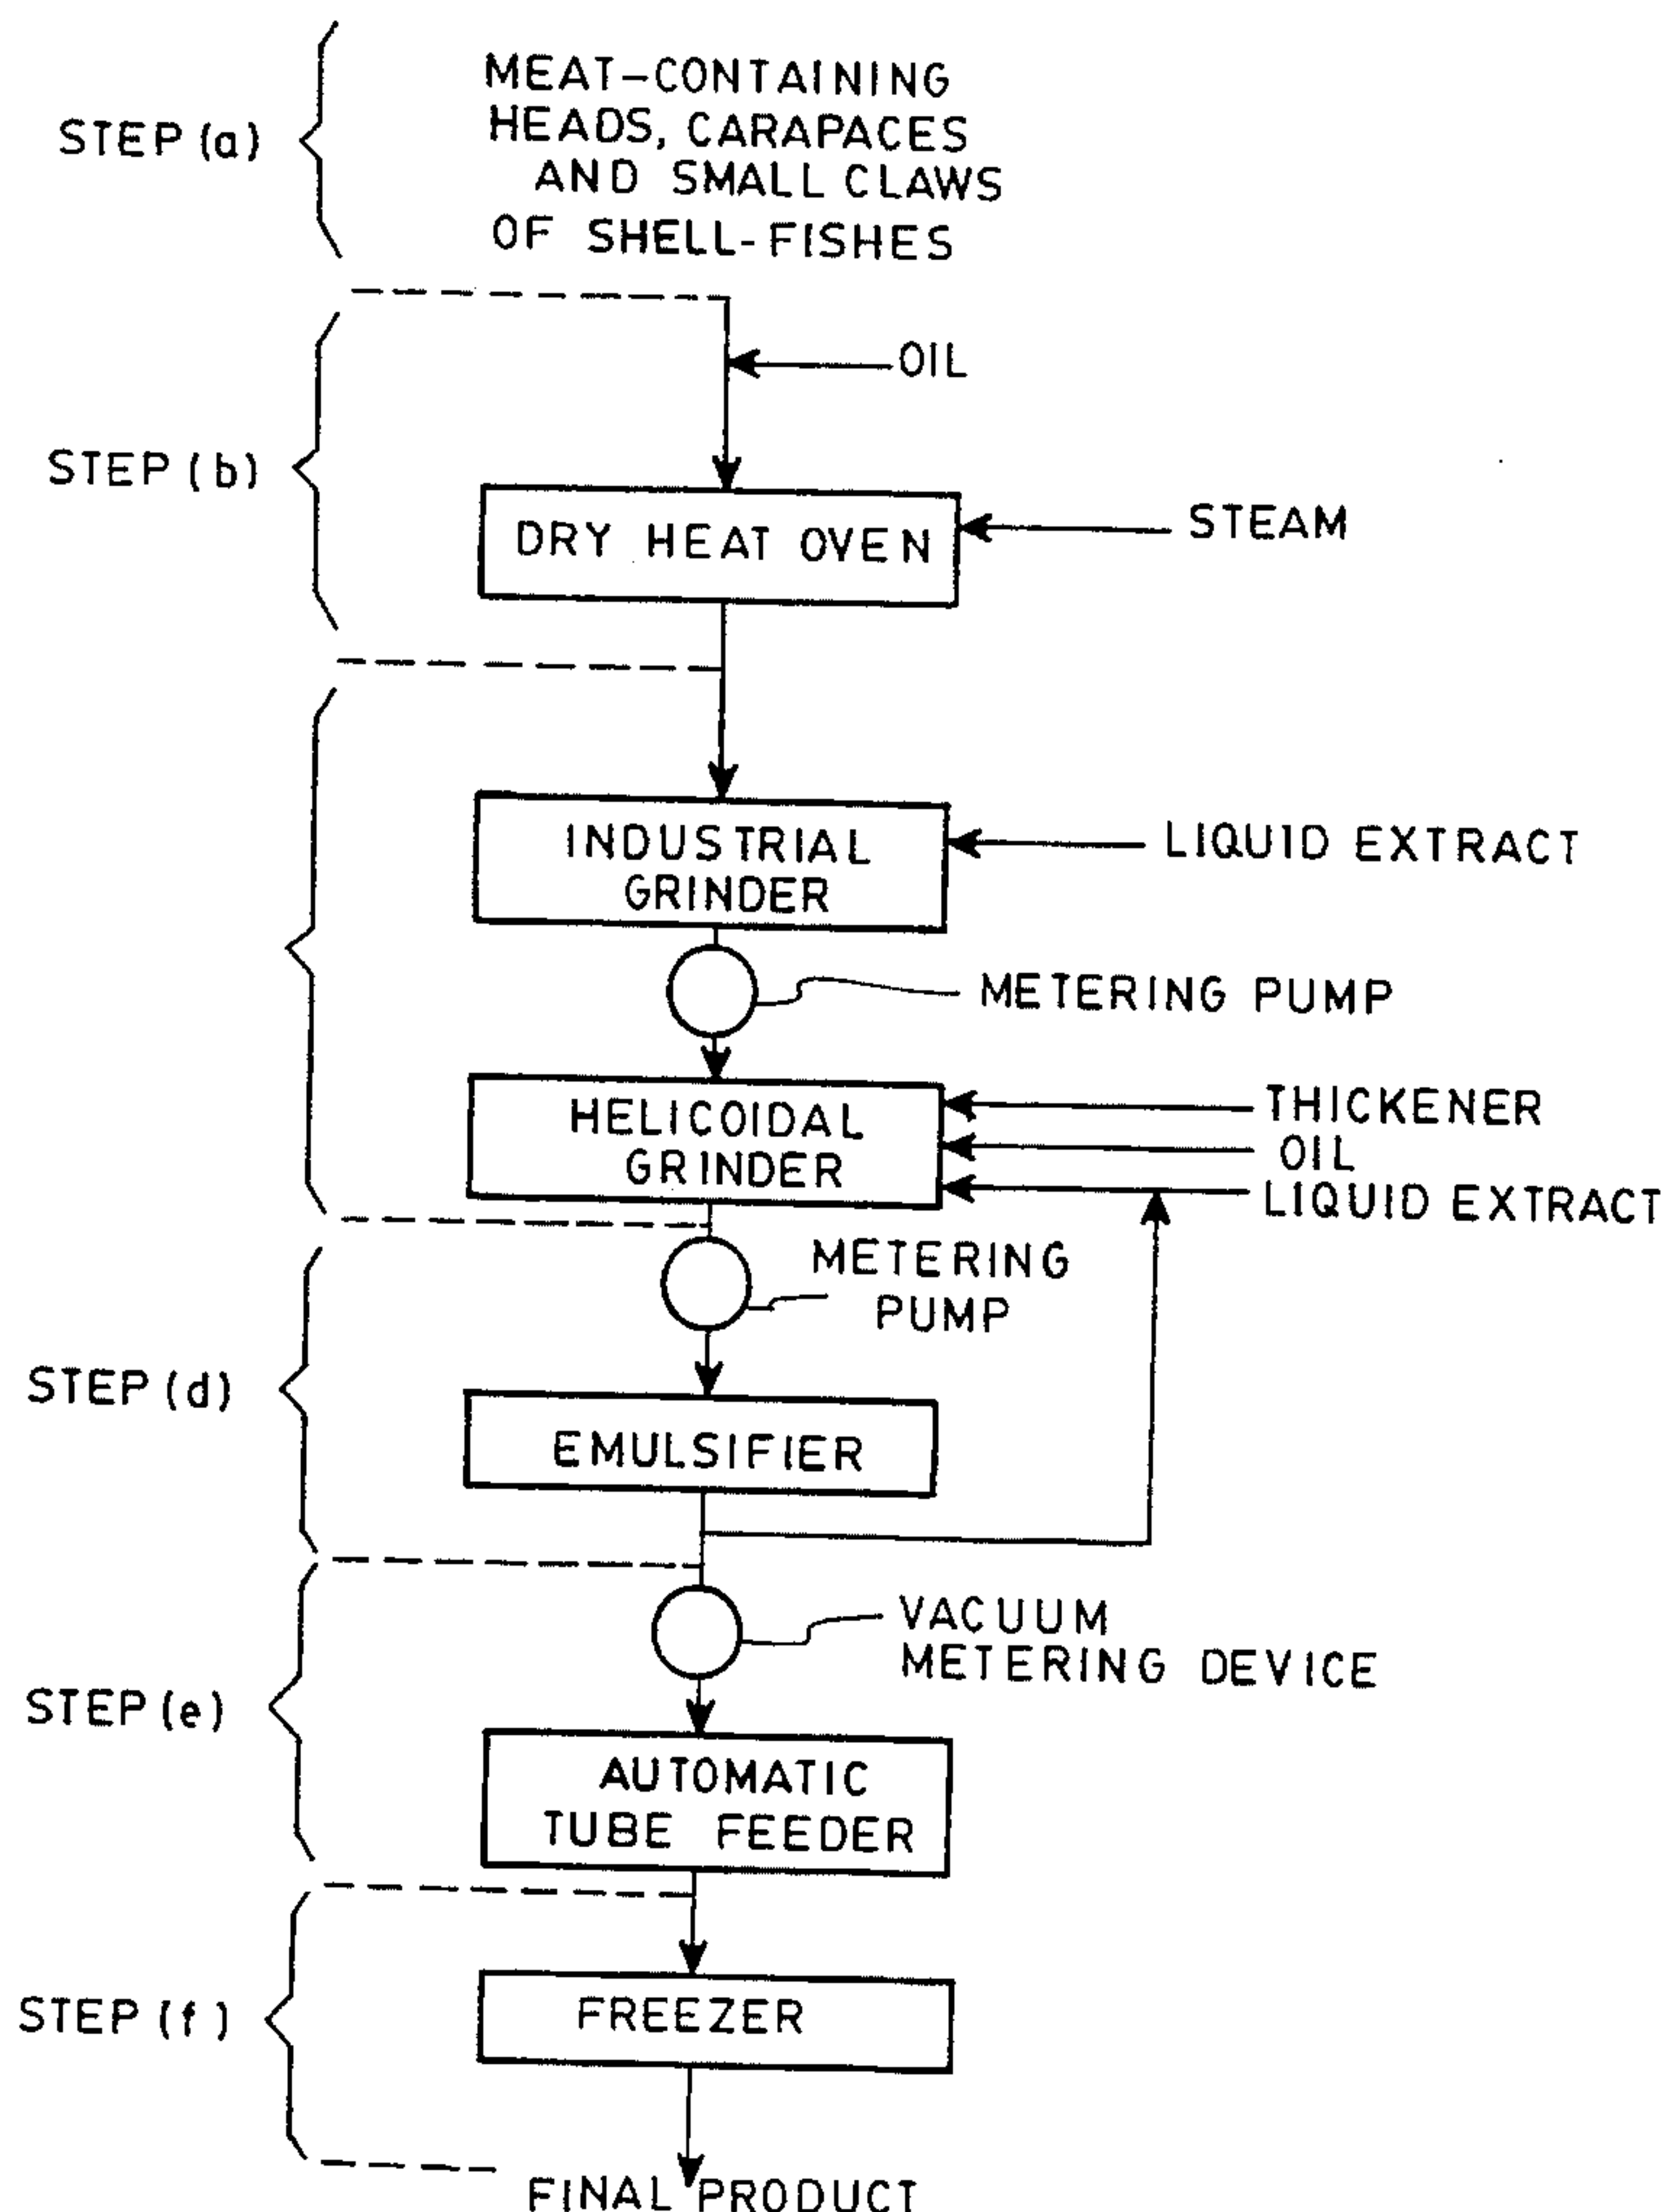 MEAT-CONTAINING
HEADS, CARAPACES
AND SMALL CLAWS
OF SHELL-FISHES
STEP (a)
OIL
STEP (b)
DRY HEAT OVEN
STEAM
INDUSTRIAL
GRINDER
LIQUID EXTRACT
METERING PUMP
HELICOIDAL
GRINDER
THICKENER
OIL
LIQUID EXTRACT
METERING
PUMP
STEP (d)
EMULSIFIER
VACUUM
METERING DEVICE
STEP (e)
AUTOMATIC
TUBE FEEDER
STEP (f)
FREEZER
FINAL PRODUCT